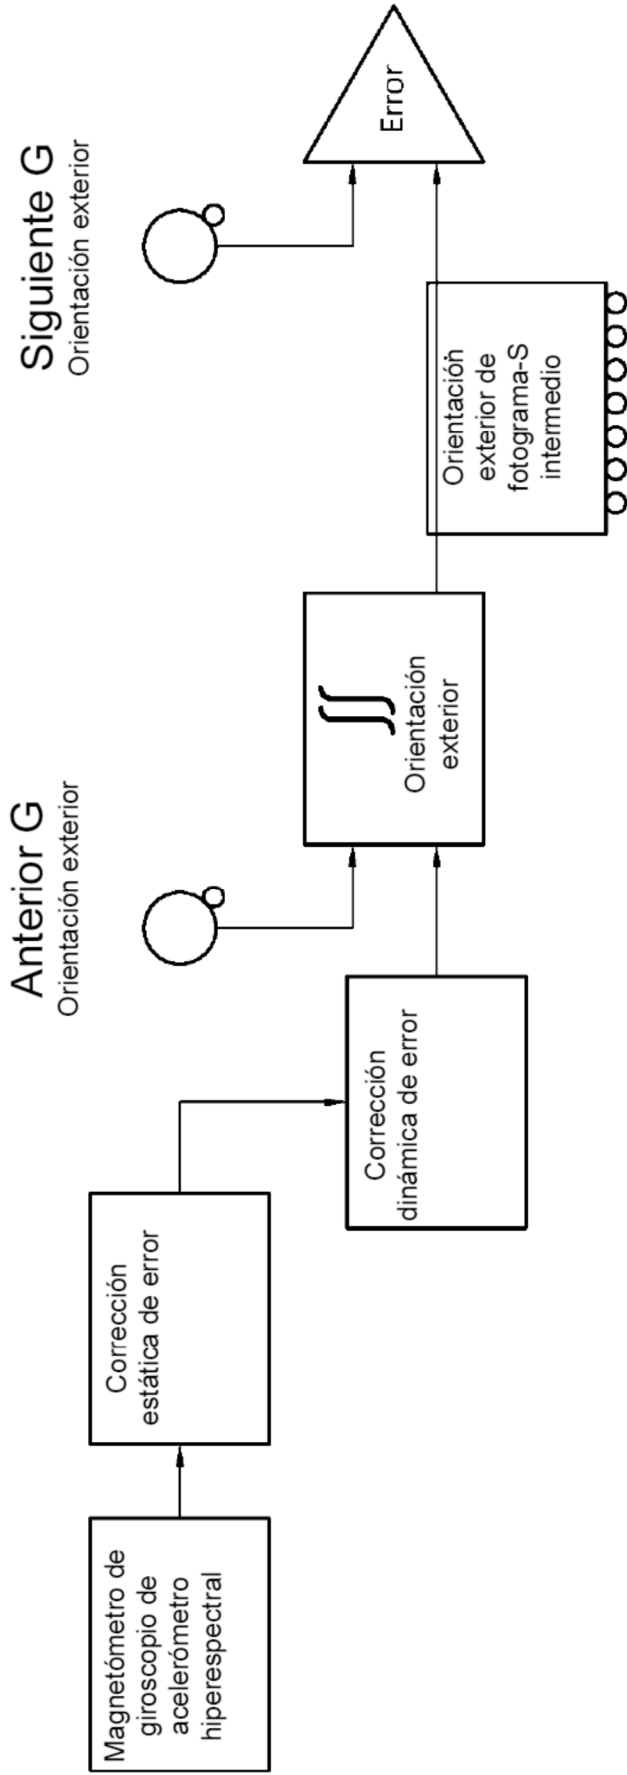 Magnetómetro de
giroscopio de
acelerómetro
hiperespectral
Corrección
estática de error
Corrección
dinámica de error
Anterior G
Orientación exterior
Orientación
exterior
Orientación
exterior de
fotograma-S
intermedio
Siguiente G
Orientación exterior
Error